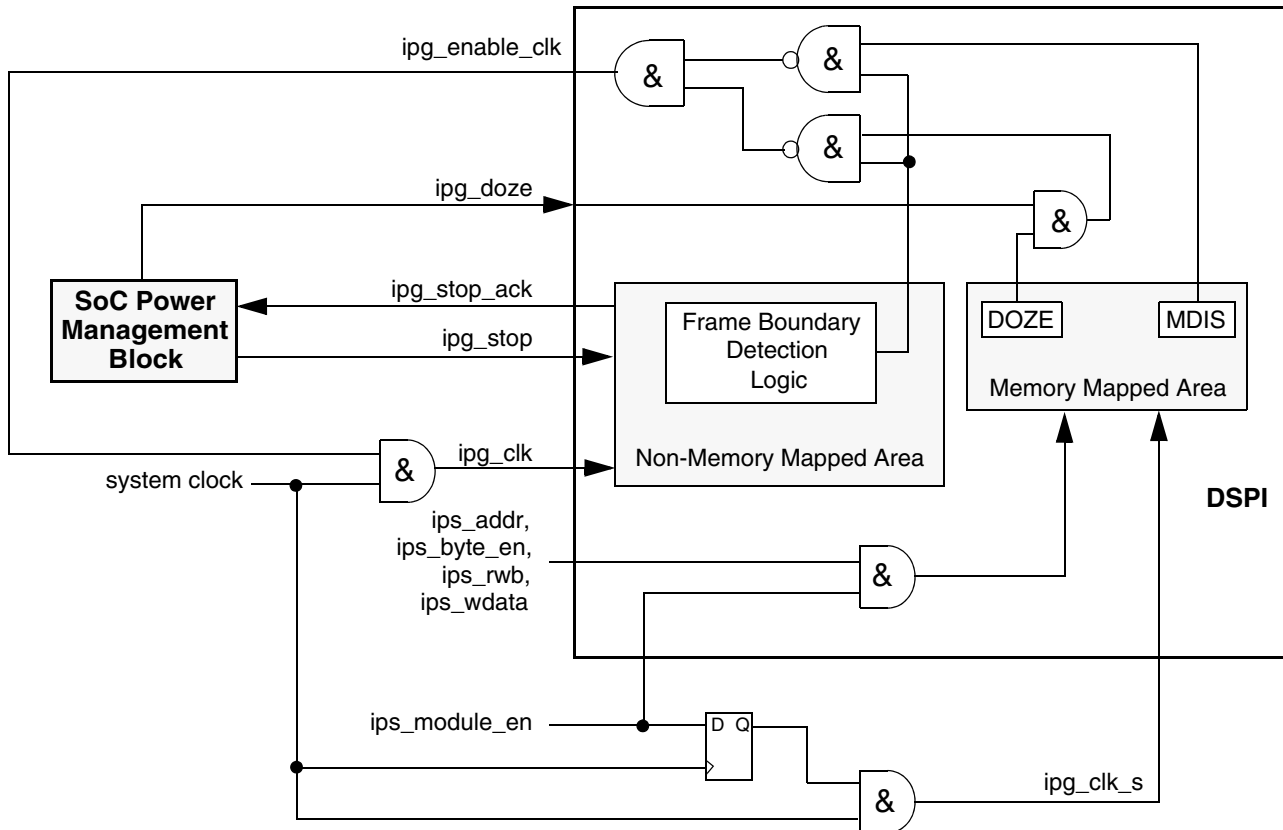 ipg_enable_clk
&
&
&
ipg_doze
&
SoC Power
Management
Block
ipg_stop_ack
ipg_stop
Frame Boundary
Detection
Logic
DOZE
MDIS
Memory Mapped Area
Non-Memory Mapped Area
system clock
&
ipg_clk
DSPI
ips_addr,
ips_byte_en,
ips_rwb,
ips_wdata
&
ips_module_en
D Q
&
ipg_clk_s